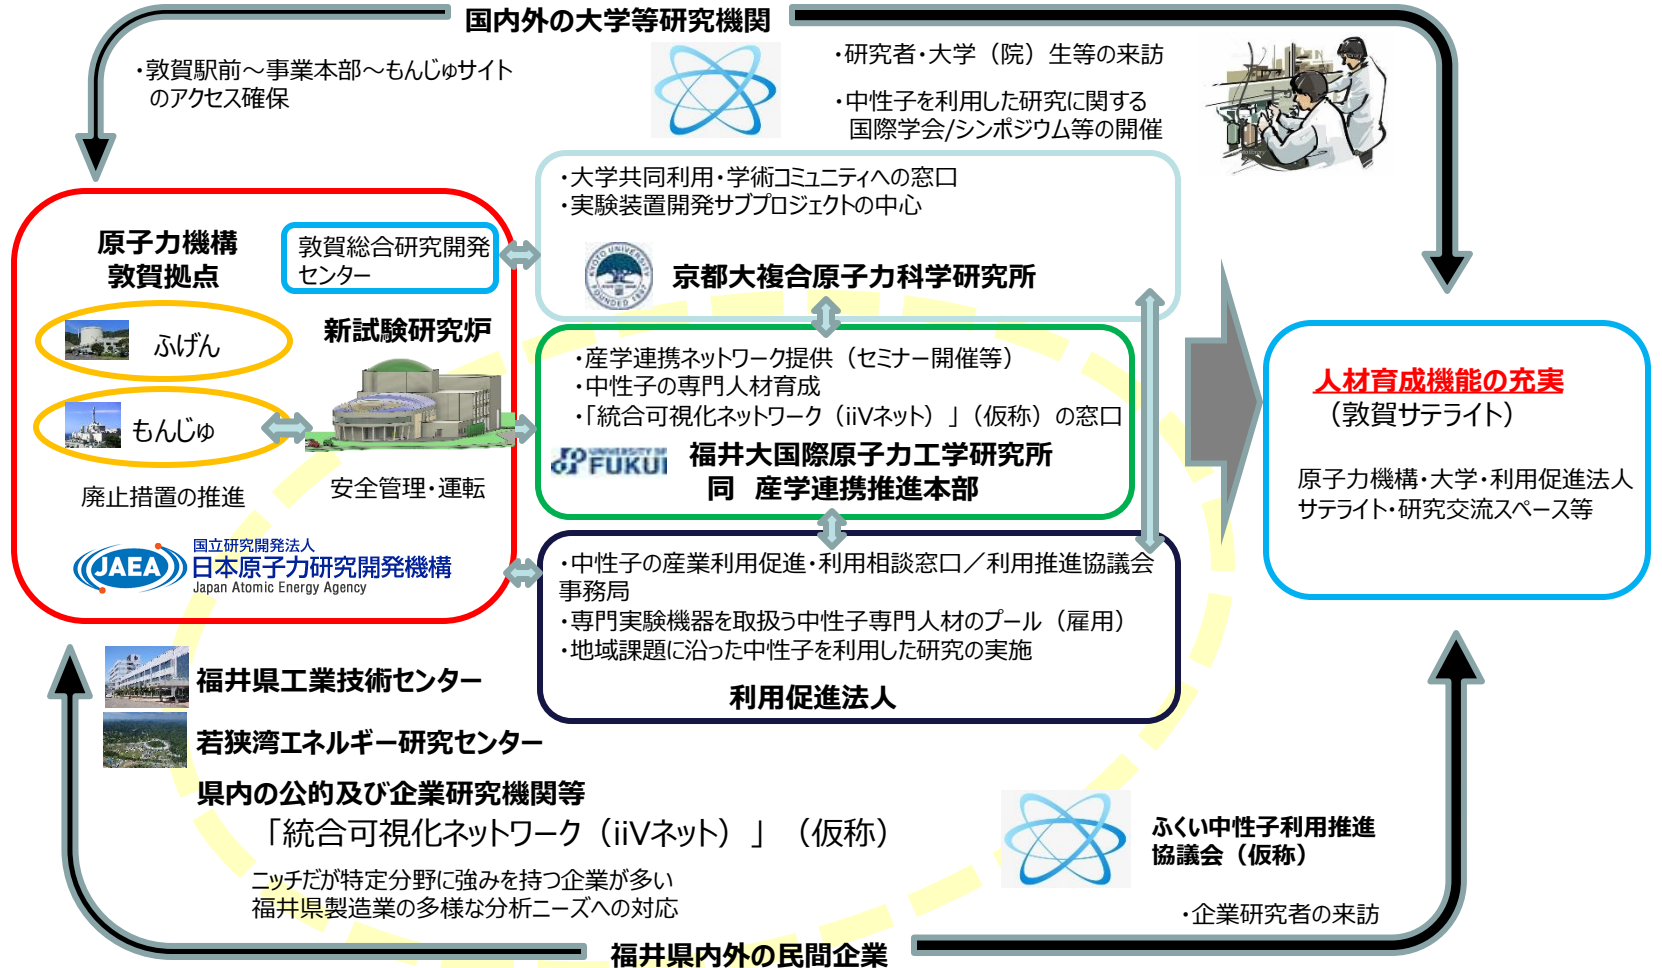 国内外の大学等研究機関
・敦賀駅前～事業本部～もんじゅサイト
のアクセス確保
・研究者・大学（院）生等の来訪
・中性子を利用した研究に関する
国際学会/シンポジウム等の開催
原子力機構
敦賀拠点
敦賀総合研究開発
センター
ふげん
もんじゅ
廃止措置の推進
新試験研究炉
安全管理・運転
JAEA
国立研究開発法人
日本原子力研究開発機構
Japan Atomic Energy Agency
・大学共同利用・学術コミュニティへの窓口
・実験装置開発サブプロジェクトの中心
KYOTO UNIVERSITY
FOUNDED 1897
京都大複合原子力科学研究所
・産学連携ネットワーク提供（セミナー開催等）
・中性子の専門人材育成
・「統合可視化ネットワーク（iiVネット）」（仮称）の窓口
UNIVERSITY OF
FUKUI
福井大国際原子力工学研究所
同　産学連携推進本部
・中性子の産業利用促進・利用相談窓口／利用推進協議会
事務局
・専門実験機器を取扱う中性子専門人材のプール（雇用）
・地域課題に沿った中性子を利用した研究の実施
利用促進法人
人材育成機能の充実
（敦賀サテライト）
原子力機構・大学・利用促進法人
サテライト・研究交流スペース等
福井県工業技術センター
若狭湾エネルギー研究センター
県内の公的及び企業研究機関等
「統合可視化ネットワーク（iiVネット）」（仮称）
ニッチだが特定分野に強みを持つ企業が多い
福井県製造業の多様な分析ニーズへの対応
ふくい中性子利用推進
協議会（仮称）
・企業研究者の来訪
福井県内外の民間企業